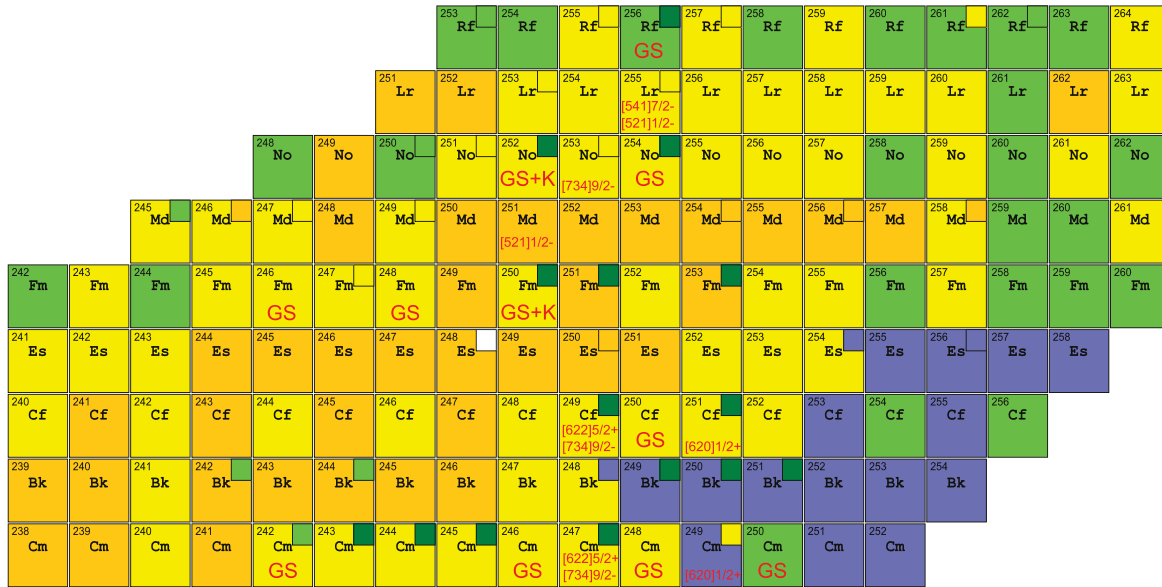 253 Rf 254 Rf 255 Rf 256 Rf 257 Rf 258 Rf 259 Rf 260 Rf 261 Rf 262 Rf 263 Rf 264 Rf
GS
251 Lr 252 Lr 253 Lr 254 Lr 255 Lr 256 Lr 257 Lr 258 Lr 259 Lr 260 Lr 261 Lr 262 Lr 263 Lr
[541]7/2-
[521]1/2-
248 No 249 No 250 No 251 No 252 No 253 No 254 No 255 No 256 No 257 No 258 No 259 No 260 No 261 No 262 No
GS+K [734]9/2- GS
245 Md 246 Md 247 Md 248 Md 249 Md 250 Md 251 Md 252 Md 253 Md 254 Md 255 Md 256 Md 257 Md 258 Md 259 Md 260 Md 261 Md
[521]1/2-
242 Fm 243 Fm 244 Fm 245 Fm 246 Fm 247 Fm 248 Fm 249 Fm 250 Fm 251 Fm 252 Fm 253 Fm 254 Fm 255 Fm 256 Fm 257 Fm 258 Fm 259 Fm 260 Fm
GS GS GS+K
241 Es 242 Es 243 Es 244 Es 245 Es 246 Es 247 Es 248 Es 249 Es 250 Es 251 Es 252 Es 253 Es 254 Es 255 Es 256 Es 257 Es 258 Es
240 Cf 241 Cf 242 Cf 243 Cf 244 Cf 245 Cf 246 Cf 247 Cf 248 Cf 249 Cf 250 Cf 251 Cf 252 Cf 253 Cf 254 Cf 255 Cf 256 Cf
[622]5/2+ GS
[734]9/2- [620]1/2+
239 Bk 240 Bk 241 Bk 242 Bk 243 Bk 244 Bk 245 Bk 246 Bk 247 Bk 248 Bk 249 Bk 250 Bk 251 Bk 252 Bk 253 Bk 254 Bk
238 Cm 239 Cm 240 Cm 241 Cm 242 Cm 243 Cm 244 Cm 245 Cm 246 Cm 247 Cm 248 Cm 249 Cm 250 Cm 251 Cm 252 Cm
[622]5/2+
GS GS [734]9/2- GS [620]1/2+ GS